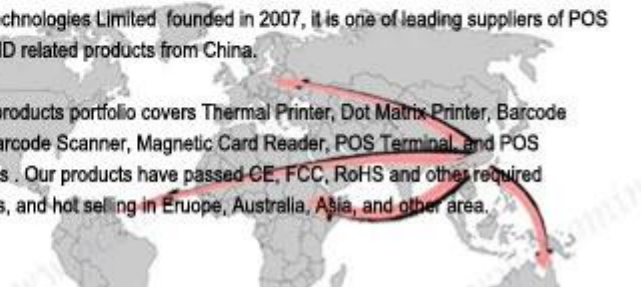 chnologies Limited founded in 2007, it is one of leading suppliers of POS
ID related products from China.
products portfolio covers Thermal Printer, Dot Matrix Printer, Barcode
arcode Scanner, Magnetic Card Reader, POS Terminal, and POS
s . Our products have passed CE, FCC, RoHS and other required
s, and hot selling in Eruope, Australia, Asia, and other area.